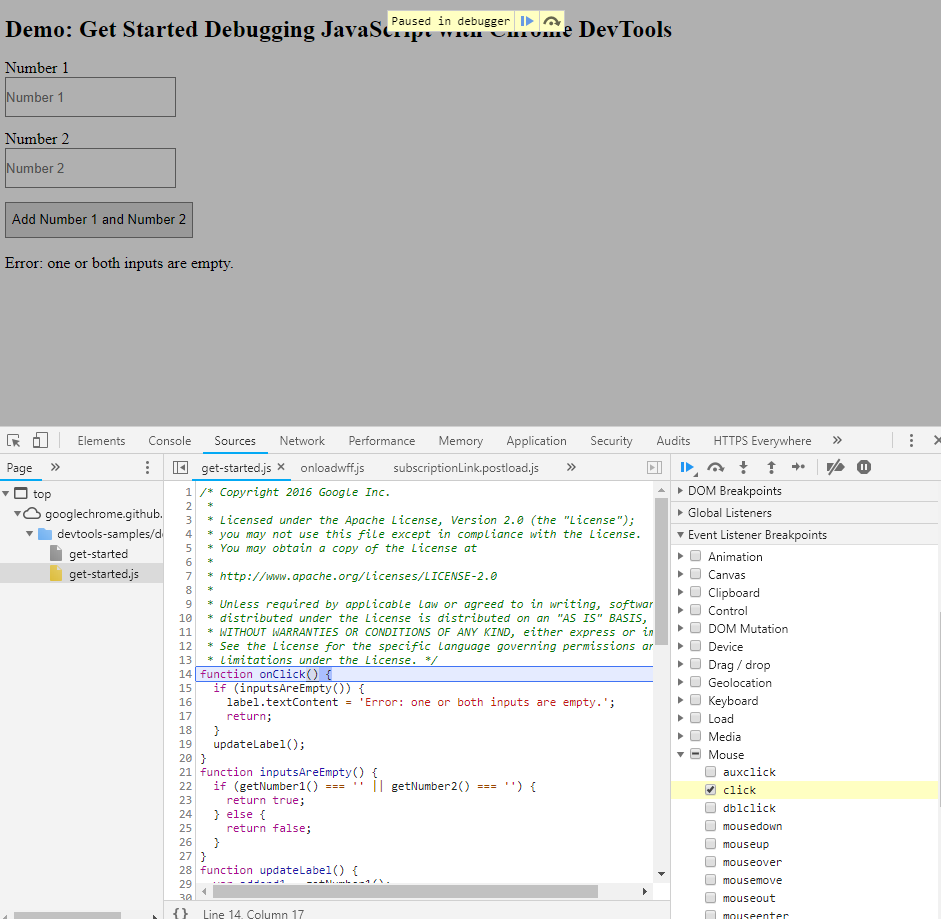 Paused in debugger
Demo: Get Started Debugging JavaScript with Chrome DevTools
Number 1
Number 1
Number 2
Number 2
Add Number 1 and Number 2
Error: one or both inputs are empty.
Elements Console Sources Network Performance Memory Application Security Audits HTTPS Everywhere »
Page »
get-started.js × onloadwff.js subscriptionLink.postload.js »
top
googlechrome.github.
devtools-samples/de
get-started
get-started.js
1 /* Copyright 2016 Google Inc.
2 *
3 * Licensed under the Apache License, Version 2.0 (the "License");
4 * you may not use this file except in compliance with the License.
5 * You may obtain a copy of the License at
6 *
7 * http://www.apache.org/licenses/LICENSE-2.0
8 *
9 * Unless required by applicable law or agreed to in writing, softwar
10 * distributed under the License is distributed on an "AS IS" BASIS,
11 * WITHOUT WARRANTIES OR CONDITIONS OF ANY KIND, either express or im
12 * See the License for the specific language governing permissions an
13 * limitations under the License. */
14 function onClick() {
15 if (inputsAreEmpty()) {
16 label.textContent = 'Error: one or both inputs are empty.';
17 return;
18 }
19 updateLabel();
20 }
21 function inputsAreEmpty() {
22 if (getNumber1() === '' || getNumber2() === '') {
23 return true;
24 } else {
25 return false;
26 }
27 }
28 function updateLabel() {
29 var addend1 = getNumber1();
30
{} Line 14, Column 17
DOM Breakpoints
Global Listeners
Event Listener Breakpoints
Animation
Canvas
Clipboard
Control
DOM Mutation
Device
Drag / drop
Geolocation
Keyboard
Load
Media
Mouse
auxclick
click
dblclick
mousedown
mouseup
mouseover
mousemove
mouseout
mouseenter